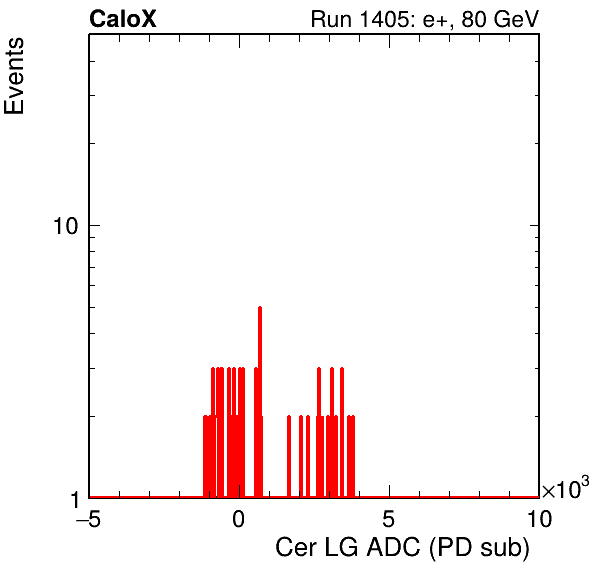 CaloX Run 1405: e+, 80 GeV
Events
10
1
×10³
−5 0 5 10
Cer LG ADC (PD sub)